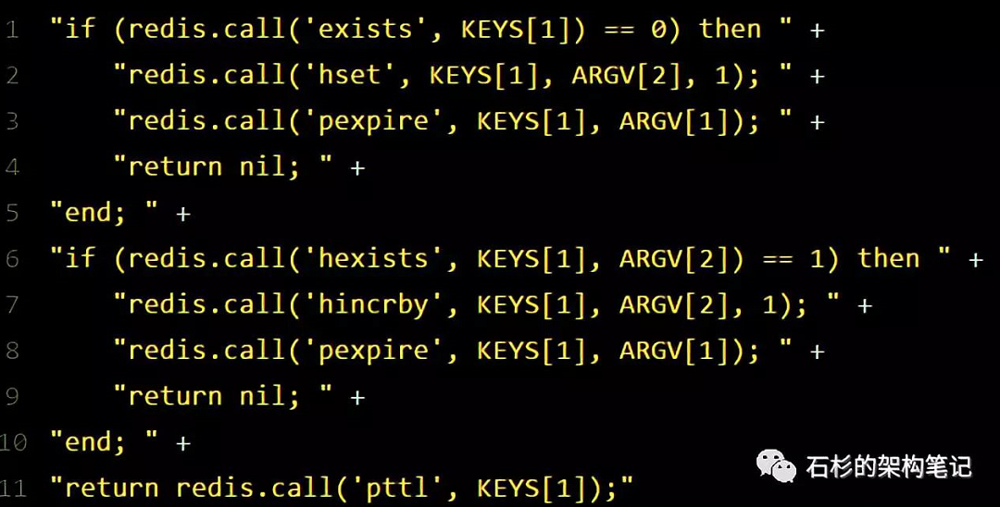 1 "if (redis.call('exists', KEYS[1]) == 0) then " +
2     "redis.call('hset', KEYS[1], ARGV[2], 1); " +
3     "redis.call('pexpire', KEYS[1], ARGV[1]); " +
4     "return nil; " +
5 "end; " +
6 "if (redis.call('hexists', KEYS[1], ARGV[2]) == 1) then " +
7     "redis.call('hincrby', KEYS[1], ARGV[2], 1); " +
8     "redis.call('pexpire', KEYS[1], ARGV[1]); " +
9     "return nil; " +
10 "end; " +
11 "return redis.call('pttl', KEYS[1]);"
石杉的架构笔记